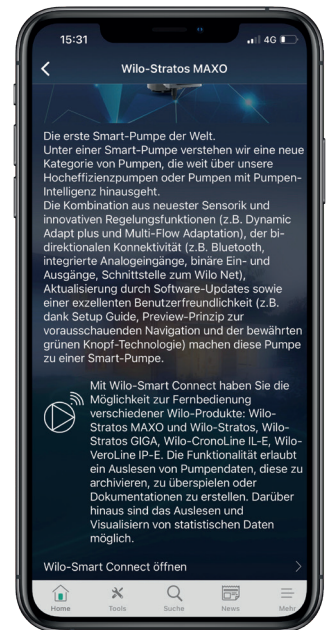 15:31
4G
Wilo-Stratos MAXO
Die erste Smart-Pumpe der Welt.
Unter einer Smart-Pumpe verstehen wir eine neue
Kategorie von Pumpen, die weit über unsere
Hocheffizienzpumpen oder Pumpen mit Pumpen-
Intelligenz hinausgeht.
Die Kombination aus neuester Sensorik und
innovativen Regelungsfunktionen (z.B. Dynamic
Adapt plus und Multi-Flow Adaptation), der bi-
direktionalen Konnektivität (z.B. Bluetooth,
integrierte Analogeingänge, binäre Ein- und
Ausgänge, Schnittstelle zum Wilo Net),
Aktualisierung durch Software-Updates sowie
einer exzellenten Benutzerfreundlichkeit (z.B.
dank Setup Guide, Preview-Prinzip zur
vorausschauenden Navigation und der bewährten
grünen Knopf-Technologie) machen diese Pumpe
zu einer Smart-Pumpe.
Mit Wilo-Smart Connect haben Sie die
Möglichkeit zur Fernbedienung
verschiedener Wilo-Produkte: Wilo-
Stratos MAXO und Wilo-Stratos, Wilo-
Stratos GIGA, Wilo-CronoLine IL-E, Wilo-
VeroLine IP-E. Die Funktionalität erlaubt
ein Auslesen von Pumpendaten, diese zu
archivieren, zu überspielen oder
Dokumentationen zu erstellen. Darüber
hinaus sind das Auslesen und
Visualisiern von statistischen Daten
möglich.
Wilo-Smart Connect öffnen
Home Tools Suche News Mehr